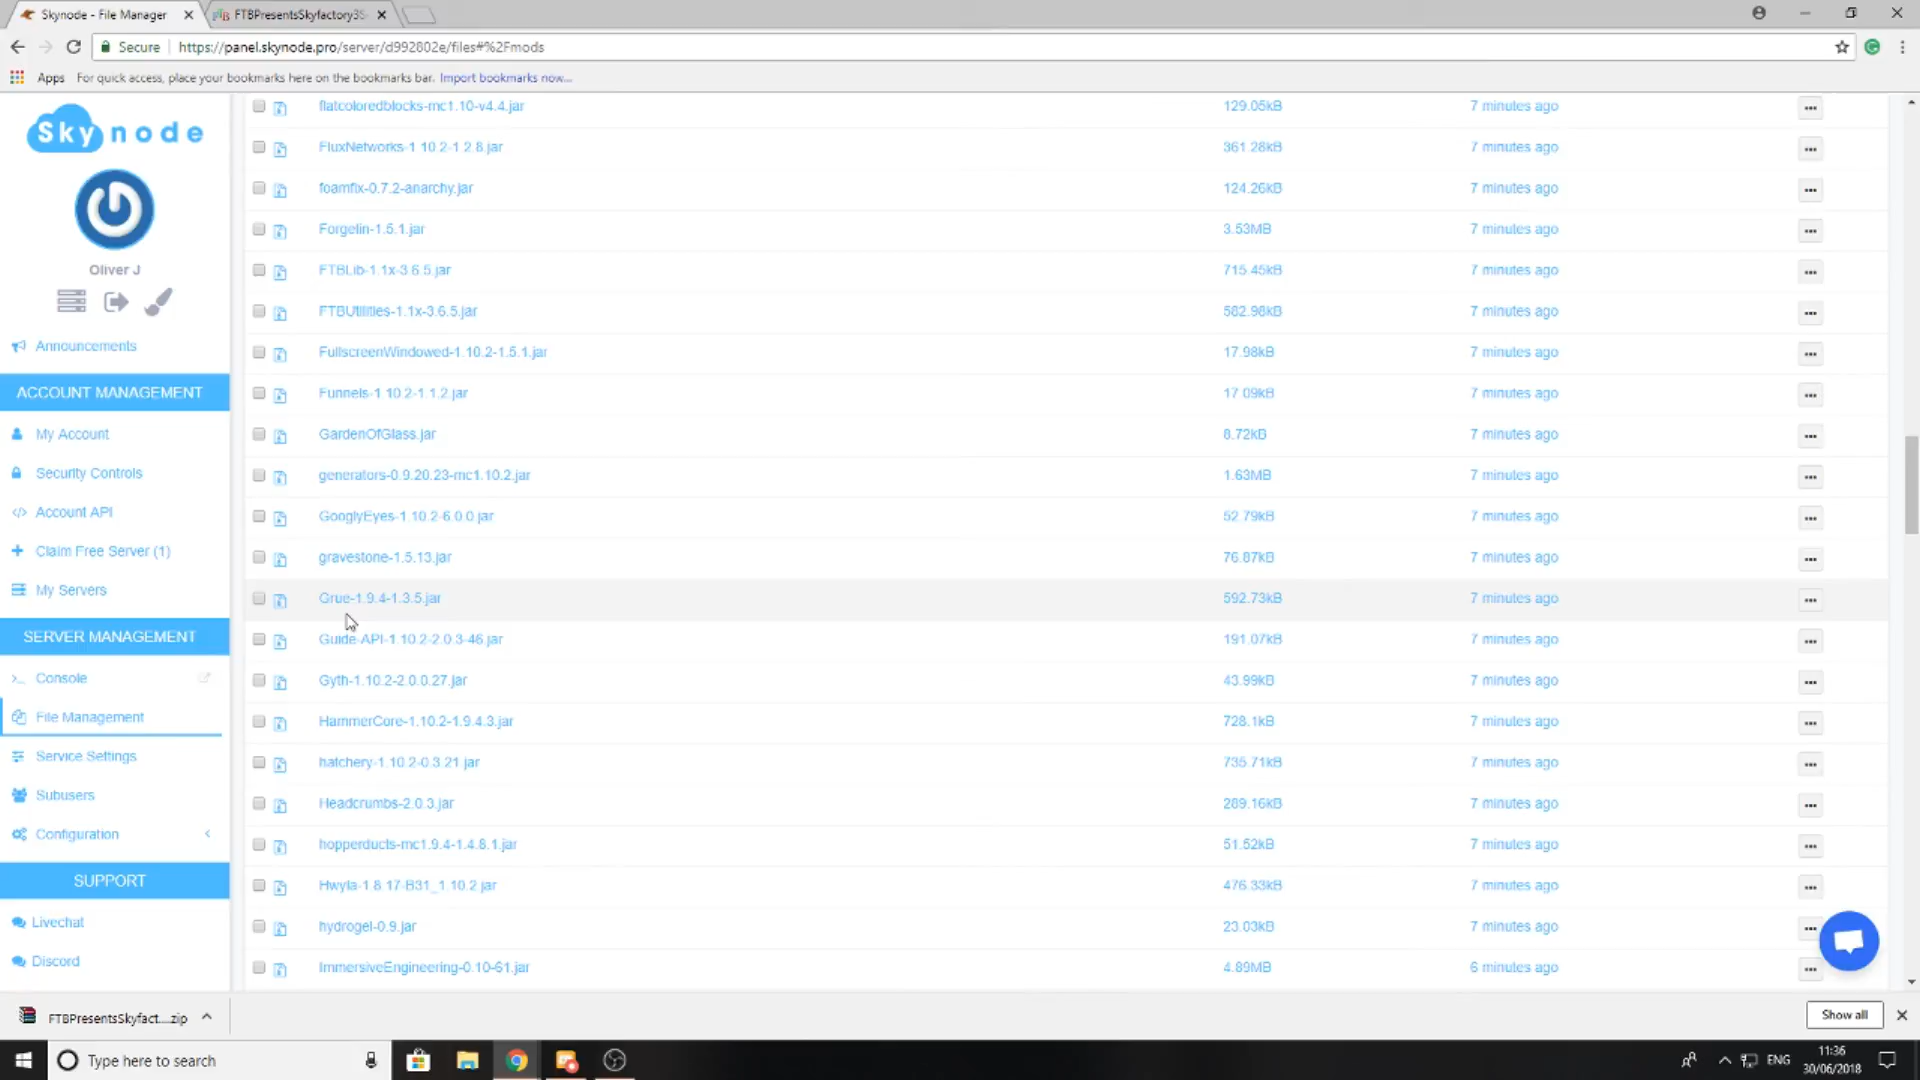 Skynode - File Manager
FTBPresentsSkyfactory3S
Secure
https://panel.skynode.pro/server/d992802e/files#%2Fmods
Apps
For quick access, place your bookmarks here on the bookmarks bar. Import bookmarks now...
Skynode
Oliver J
Announcements
ACCOUNT MANAGEMENT
My Account
Security Controls
Account API
Claim Free Server (1)
My Servers
SERVER MANAGEMENT
Console
File Management
Service Settings
Subusers
Configuration
SUPPORT
Livechat
Discord
flatcoloredblocks-mc1.10-v4.4.jar 129.05kB 7 minutes ago
FluxNetworks-1.10.2-1.2.8.jar 361.28kB 7 minutes ago
foamfix-0.7.2-anarchy.jar 124.26kB 7 minutes ago
Forgelin-1.5.1.jar 3.53MB 7 minutes ago
FTBLib-1.1x-3.6.5.jar 715.45kB 7 minutes ago
FTBUtilities-1.1x-3.6.5.jar 582.98kB 7 minutes ago
FullscreenWindowed-1.10.2-1.5.1.jar 17.98kB 7 minutes ago
Funnels-1.10.2-1.1.2.jar 17.09kB 7 minutes ago
GardenOfGlass.jar 8.72kB 7 minutes ago
generators-0.9.20.23-mc1.10.2.jar 1.63MB 7 minutes ago
GooglyEyes-1.10.2-6.0.0.jar 52.79kB 7 minutes ago
gravestone-1.5.13.jar 76.87kB 7 minutes ago
Grue-1.9.4-1.3.5.jar 592.73kB 7 minutes ago
Guide-API-1.10.2-2.0.3-46.jar 191.07kB 7 minutes ago
Gyth-1.10.2-2.0.0.27.jar 43.99kB 7 minutes ago
HammerCore-1.10.2-1.9.4.3.jar 728.1kB 7 minutes ago
hatchery-1.10.2-0.3.21.jar 735.71kB 7 minutes ago
Headcrumbs-2.0.3.jar 289.16kB 7 minutes ago
hopperducts-mc1.9.4-1.4.8.1.jar 51.52kB 7 minutes ago
Hwyla-1.8.17-B31_1.10.2.jar 476.33kB 7 minutes ago
hydrogel-0.9.jar 23.03kB 7 minutes ago
ImmersiveEngineering-0.10-61.jar 4.89MB 6 minutes ago
FTBPresentsSkyfact....zip
Show all
Type here to search
ENG
11:36
30/06/2018